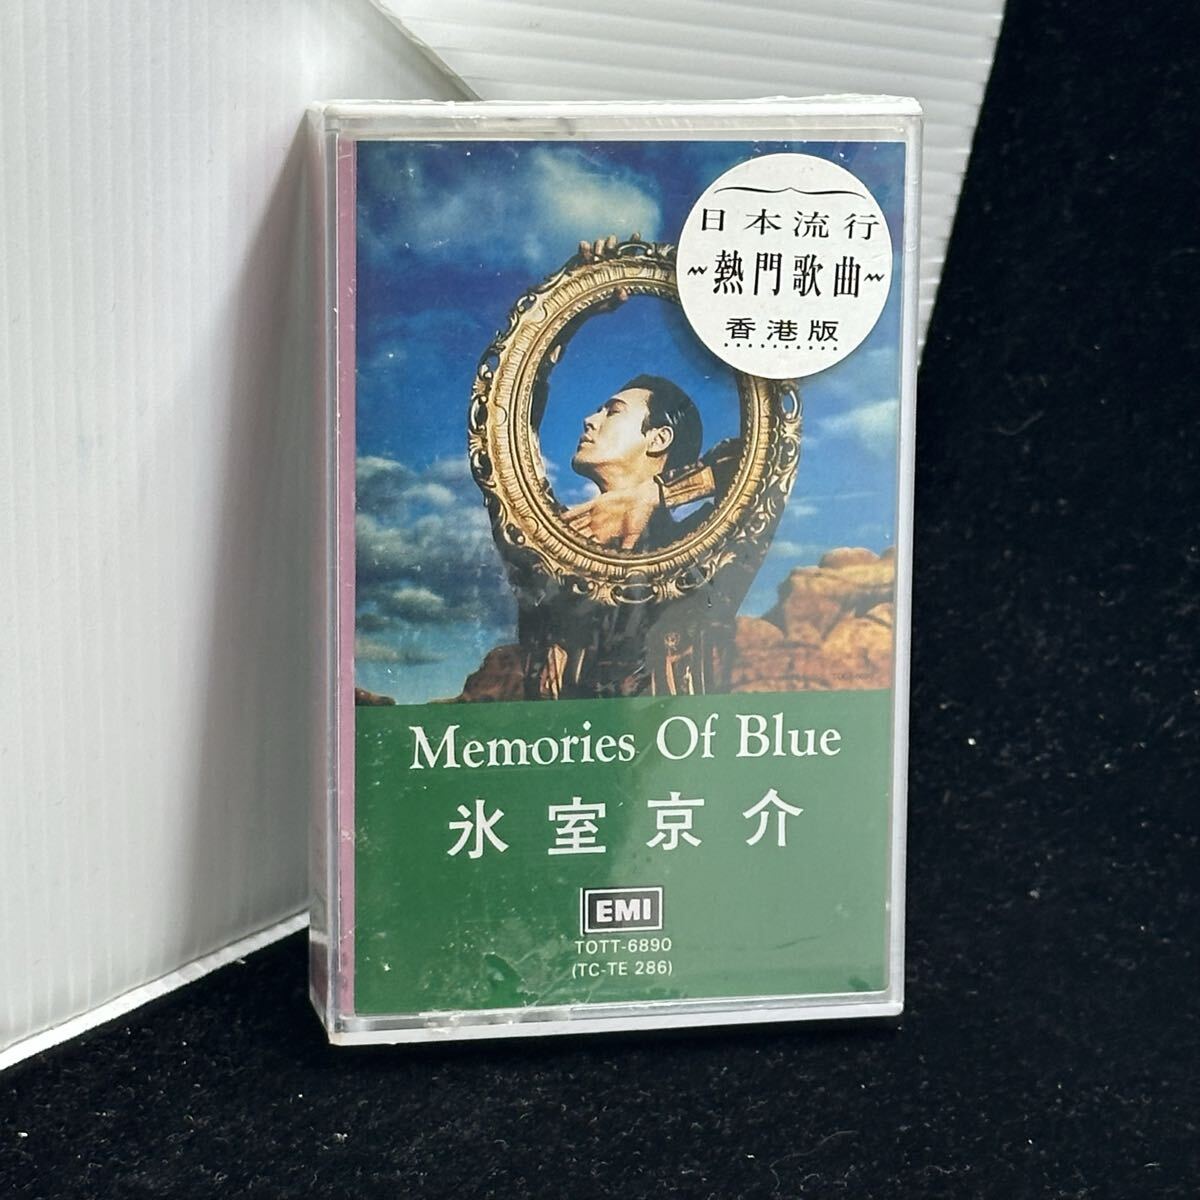 日本流行
熱門歌曲
香港版
Memories Of Blue
氷室京介
EMI
TOTT-6890
(TC-TE 286)